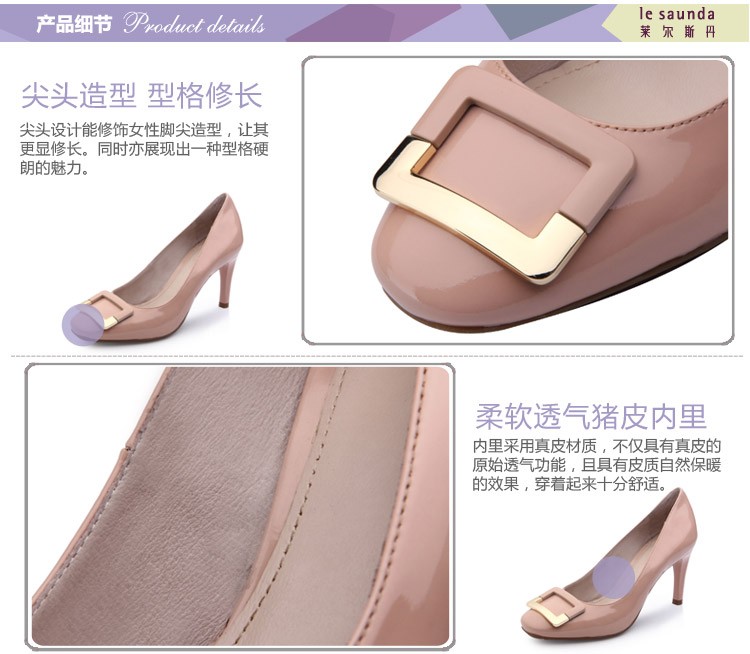 产品细节 Product details
le saunda
莱尔斯丹
尖头造型 型格修长
尖头设计能修饰女性脚尖造型，让其
更显修长。同时亦展现出一种型格硬
朗的魅力。
柔软透气猪皮内里
内里采用真皮材质，不仅具有真皮的
原始透气功能，且具有皮质自然保暖
的效果，穿着起来十分舒适。